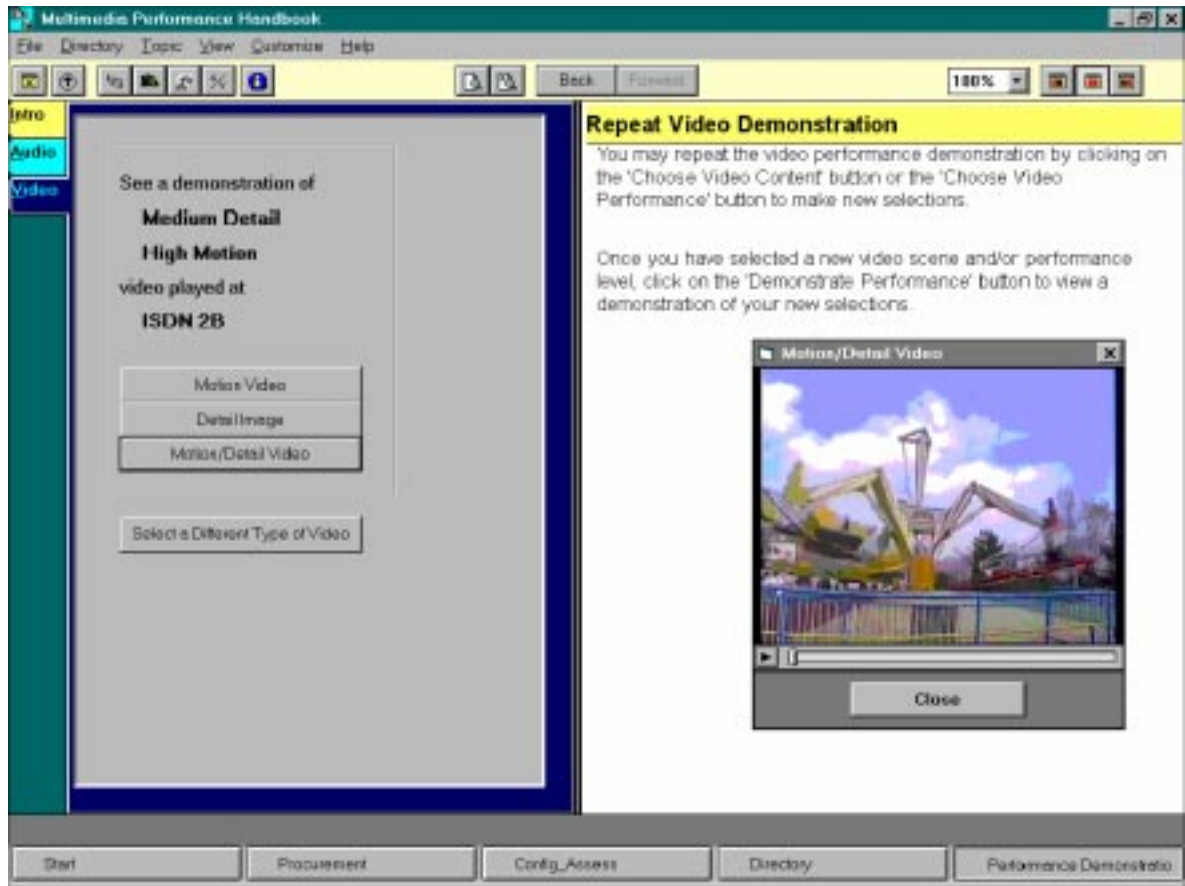 Multimedia Performance Handbook
File Directory Topic View Customize Help
Back Forward
100%
Intro
Audio
Video
See a demonstration of
Medium Detail
High Motion
video played at
ISDN 2B
Motion Video
Detail Image
Motion/Detail Video
Select a Different Type of Video
Repeat Video Demonstration
You may repeat the video performance demonstration by clicking on
the 'Choose Video Content' button or the 'Choose Video
Performance' button to make new selections.
Once you have selected a new video scene and/or performance
level, click on the 'Demonstrate Performance' button to view a
demonstration of your new selections.
Motion/Detail Video
Close
Start
Procurement
Config_Assess
Directory
Performance Demonstratio